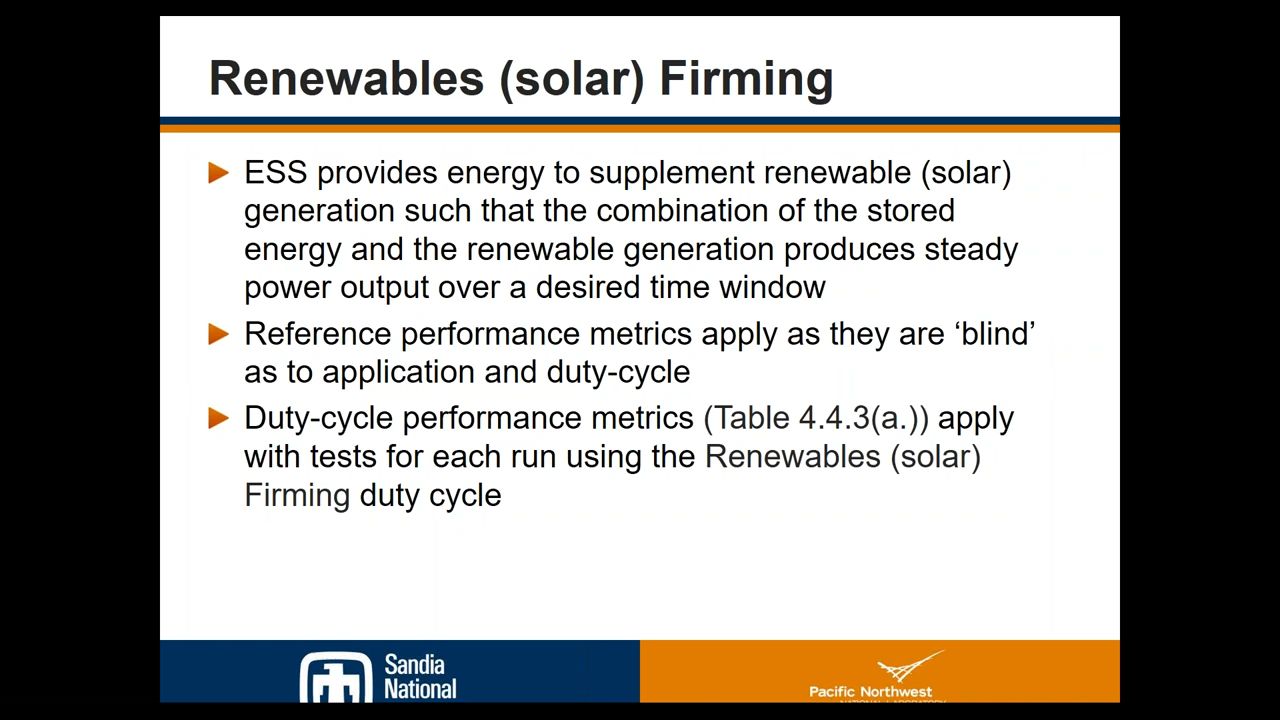 Renewables (solar) Firming
ESS provides energy to supplement renewable (solar)
generation such that the combination of the stored
energy and the renewable generation produces steady
power output over a desired time window
Reference performance metrics apply as they are ‘blind’
as to application and duty-cycle
Duty-cycle performance metrics (Table 4.4.3(a.)) apply
with tests for each run using the Renewables (solar)
Firming duty cycle
Sandia
National
Pacific Northwest
NATIONAL LABORATORY